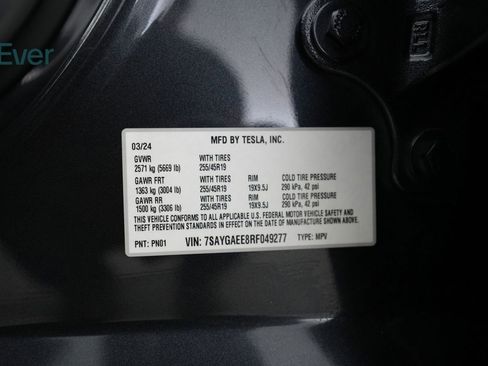 Ever
MFD BY TESLA, INC.
03/24
GVWR WITH TIRES
2571 kg (5669 lb) 255/45R19
GAWR FRT WITH TIRES RIM COLD TIRE PRESSURE
1363 kg (3004 lb) 255/45R19 19X9.5J 290 kPa, 42 psi
GAWR RR WITH TIRES RIM COLD TIRE PRESSURE
1500 kg (3306 lb) 255/45R19 19X9.5J 290 kPa, 42 psi
THIS VEHICLE CONFORMS TO ALL APPLICABLE U.S. FEDERAL MOTOR VEHICLE SAFETY AND
THEFT PREVENTION STANDARDS IN EFFECT ON THE DATE OF MANUFACTURE SHOWN ABOVE.
PNT: PN01 VIN: 7SAYGAEE8RF049277 TYPE: MPV